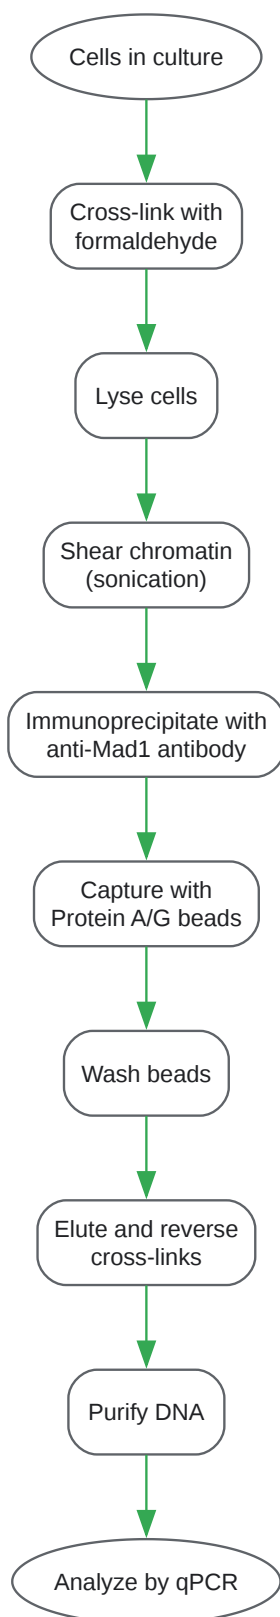 Cells in culture
Cross-link with
formaldehyde
Lyse cells
Shear chromatin
(sonication)
Immunoprecipitate with
anti-Mad1 antibody
Capture with
Protein A/G beads
Wash beads
Elute and reverse
cross-links
Purify DNA
Analyze by qPCR